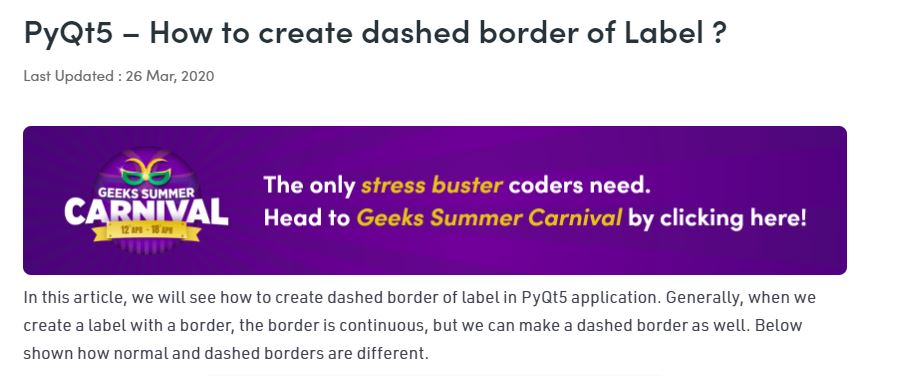 PyQt5 – How to create dashed border of Label ?
Last Updated : 26 Mar, 2020
GEEKS SUMMER
CARNIVAL
12 APR - 18 APR
The only stress buster coders need.
Head to Geeks Summer Carnival by clicking here!
In this article, we will see how to create dashed border of label in PyQt5 application. Generally, when we
create a label with a border, the border is continuous, but we can make a dashed border as well. Below
shown how normal and dashed borders are different.